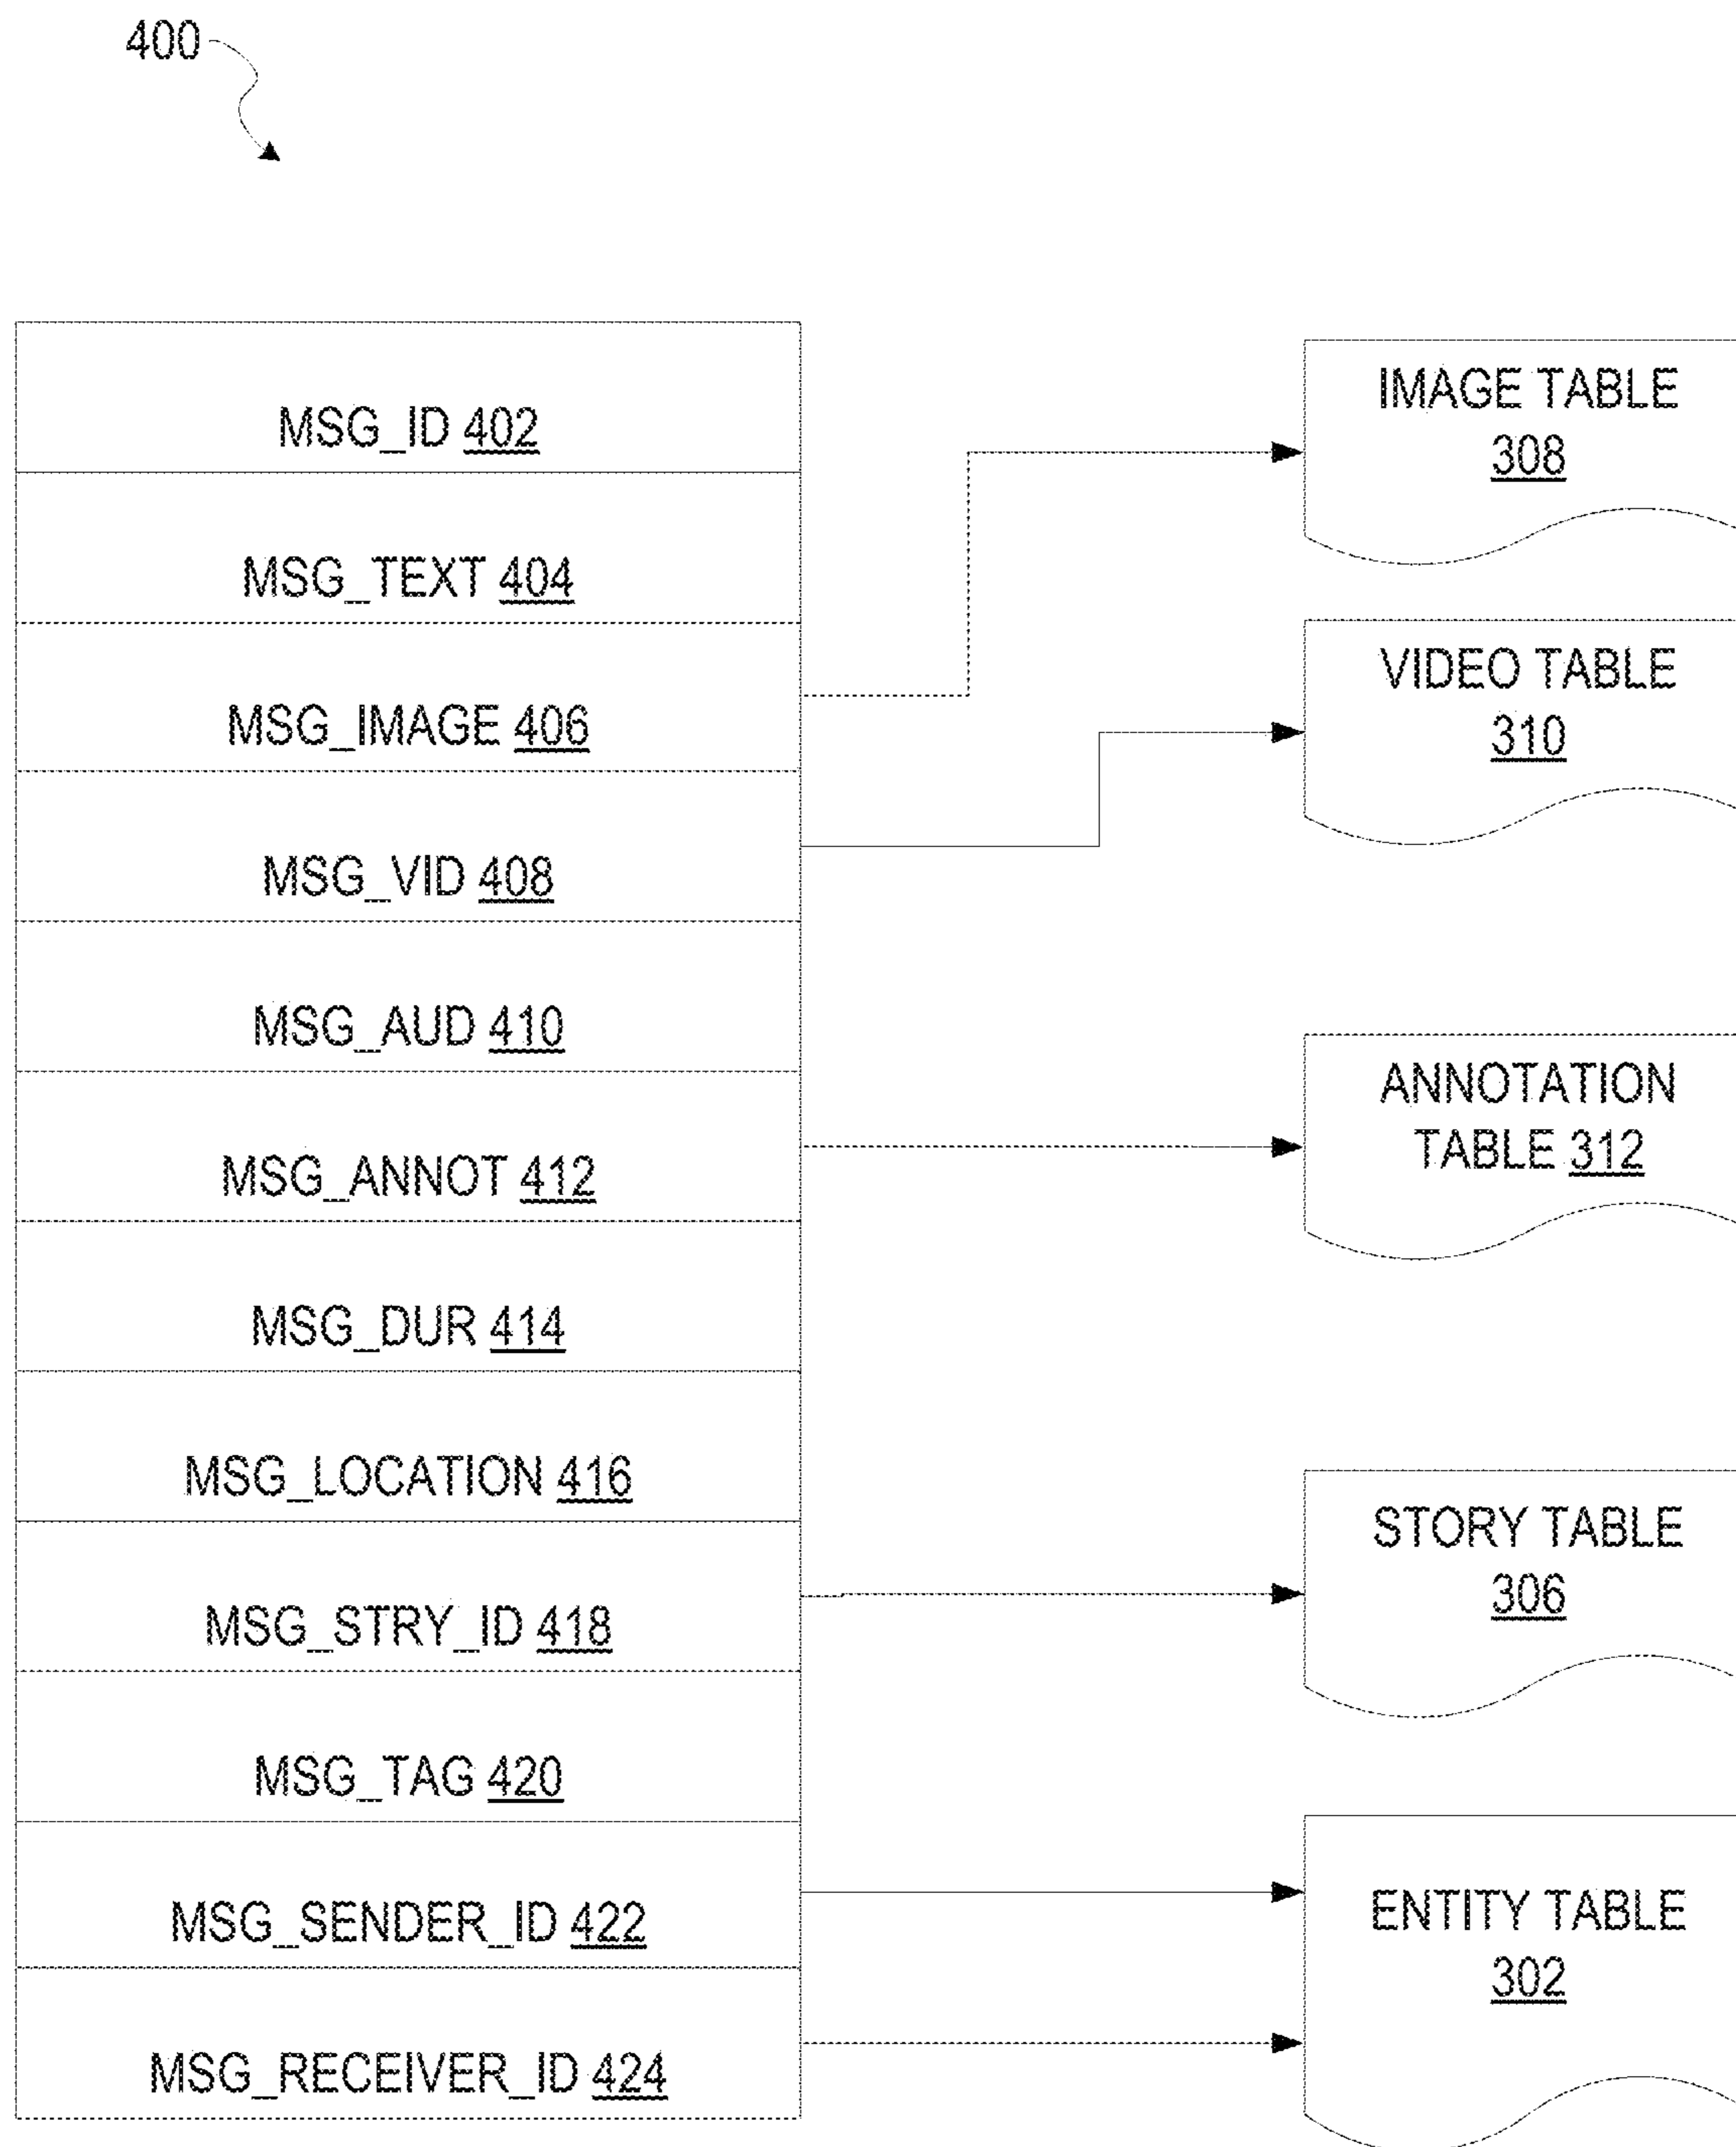 400
MSG_ID 402
MSG_TEXT 404
MSG_IMAGE 406
MSG_VID 408
MSG_AUD 410
MSG_ANNOT 412
MSG_DUR 414
MSG_LOCATION 416
MSG_STRY_ID 418
MSG_TAG 420
MSG_SENDER_ID 422
MSG_RECEIVER_ID 424
IMAGE TABLE
308
VIDEO TABLE
310
ANNOTATION
TABLE 312
STORY TABLE
306
ENTITY TABLE
302